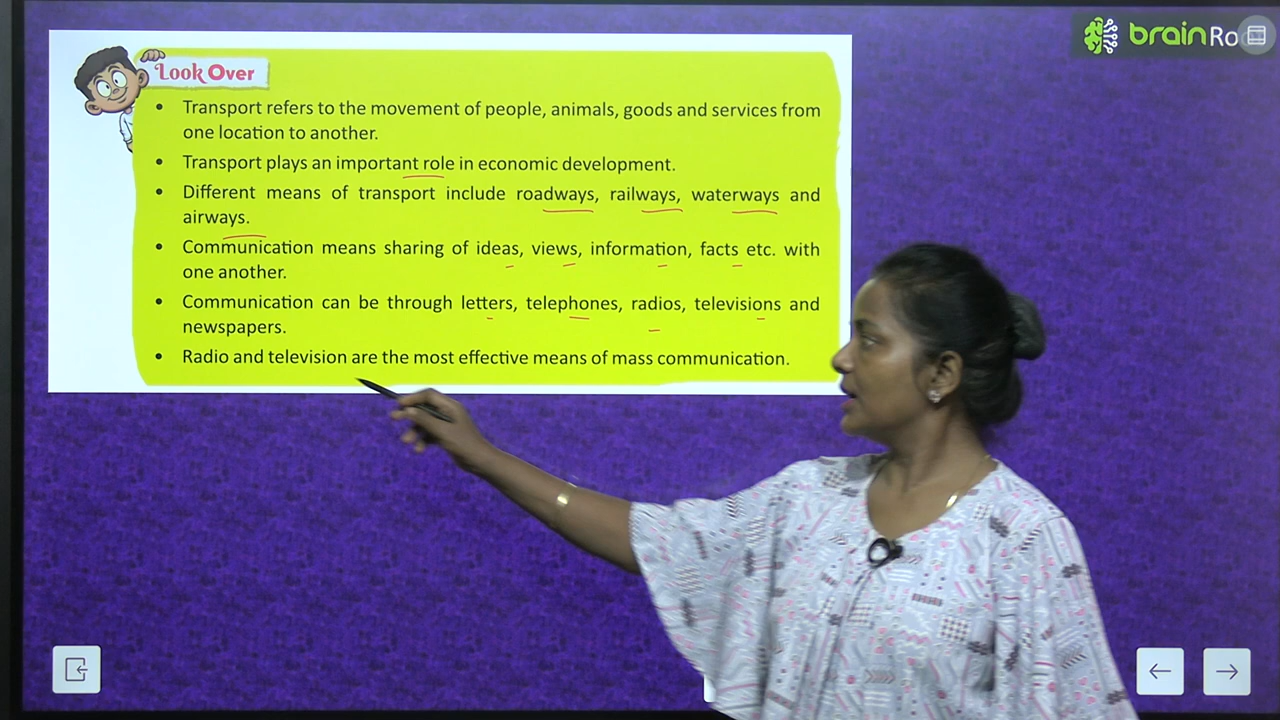 brainRo
Look Over
• Transport refers to the movement of people, animals, goods and services from
one location to another.
• Transport plays an important role in economic development.
• Different means of transport include roadways, railways, waterways and
airways.
• Communication means sharing of ideas, views, information, facts etc. with
one another.
• Communication can be through letters, telephones, radios, televisions and
newspapers.
• Radio and television are the most effective means of mass communication.